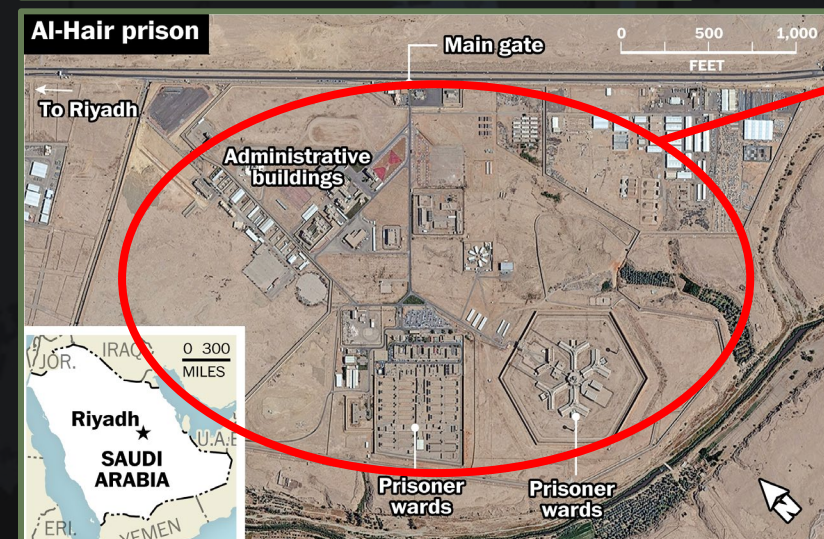 Al-Hair prison
Main gate
0 500 1,000
FEET
To Riyadh
Administrative
buildings
0 300
MILES
JOR.
IRAQ
Riyadh
U.A.E
SAUDI
ARABIA
ERI.
YEMEN
Prisoner
wards
Prisoner
wards
N